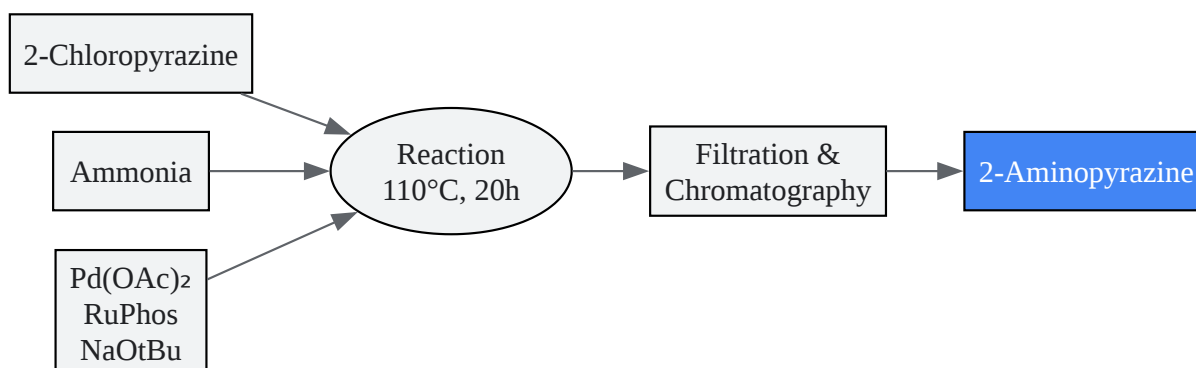 2-Chloropyrazine
Ammonia
Pd(OAc)₂
RuPhos
NaOtBu
Reaction
110°C, 20h
Filtration &
Chromatography
2-Aminopyrazine